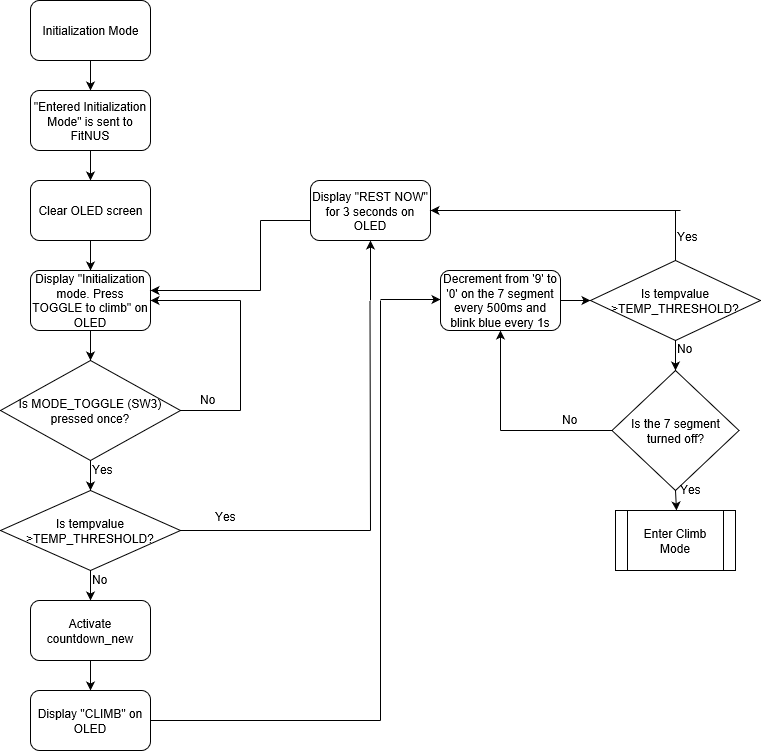 Initialization Mode
"Entered Initialization
Mode" is sent to
FitNUS
Clear OLED screen
Display "Initialization
mode. Press
TOGGLE to climb" on
OLED
Is MODE_TOGGLE (SW3)
pressed once?
No
Yes
Is tempvalue
>TEMP_THRESHOLD?
Yes
No
Activate
countdown_new
Display "CLIMB" on
OLED
Display "REST NOW"
for 3 seconds on
OLED
Decrement from '9' to
'0' on the 7 segment
every 500ms and
blink blue every 1s
Is tempvalue
>TEMP_THRESHOLD?
Yes
No
Is the 7 segment
turned off?
No
Yes
Enter Climb
Mode